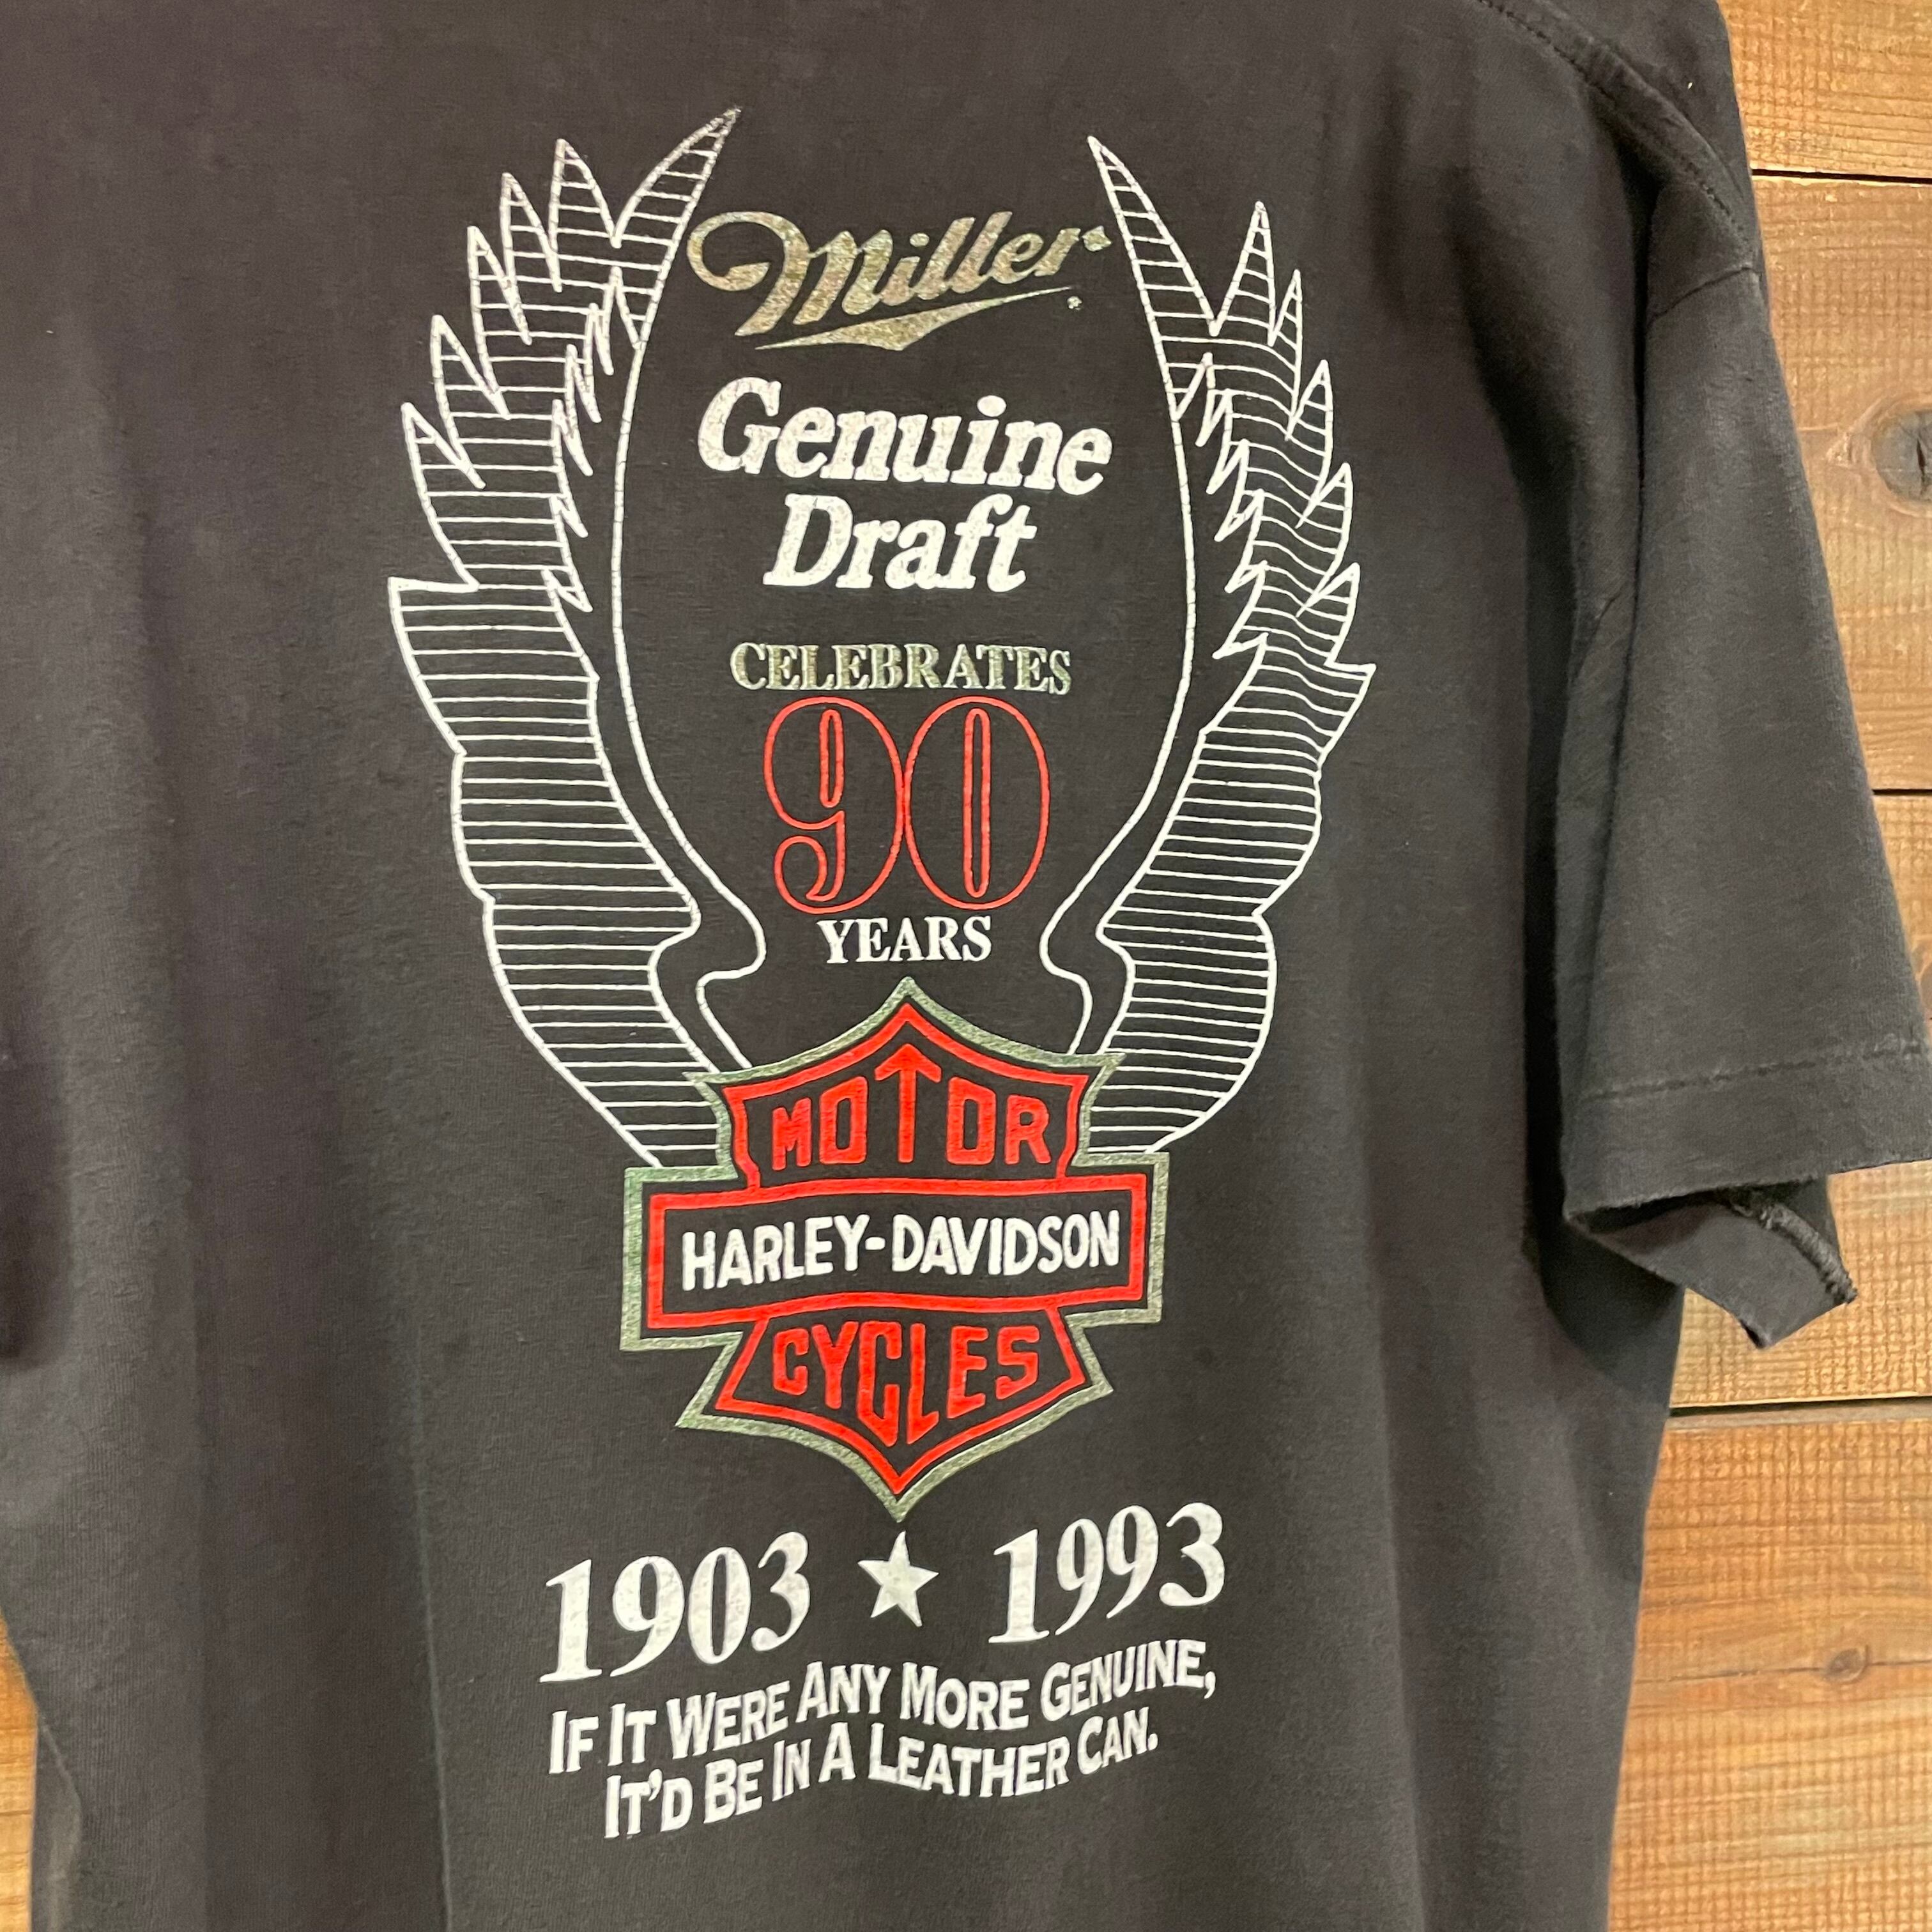 Miller
Genuine
Draft
CELEBRATES
90
YEARS
MOTOR
HARLEY-DAVIDSON
CYCLES
1903 ★ 1993
IF IT WERE ANY MORE GENUINE,
IT'D BE IN A LEATHER CAN.